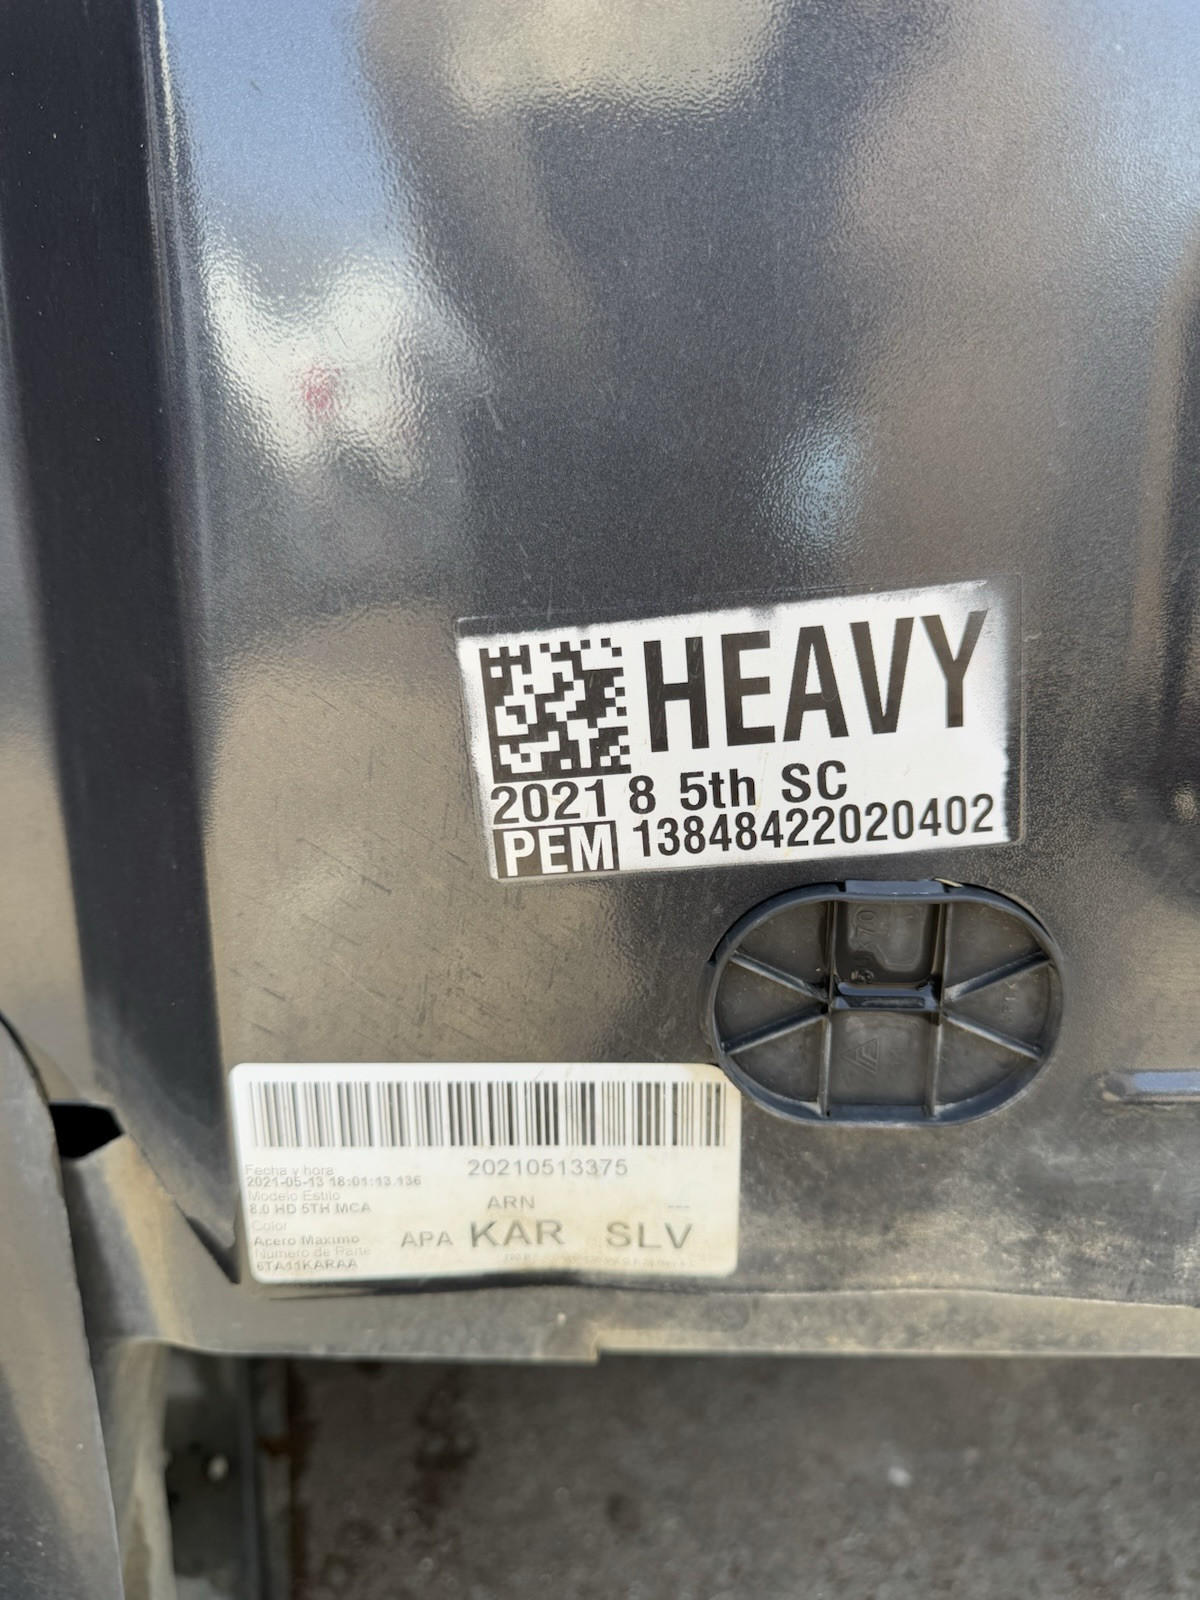 HEAVY
2021 8 5th SC
PEM 13848422020402
20210513375
Fecha y hora
2021-05-13 18:01:13.136
Modelo Estilo
8.0 HD 5TH MCA
ARN ---
Color
Acero Maximo
APA KAR SLV
Numero de Parte
6TA11KARAA